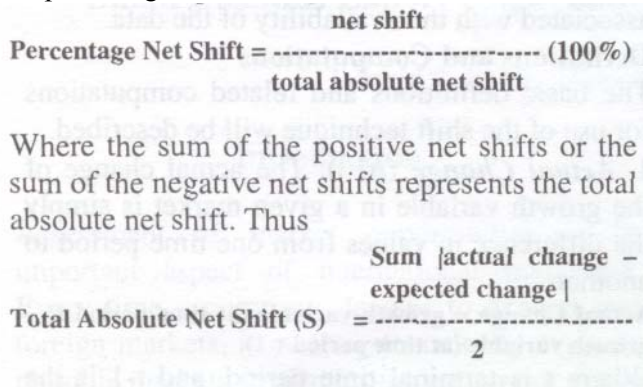 net shift
Percentage Net Shift = ------------------------------(100%)
total absolute net shift
Where the sum of the positive net shifts or the
sum of the negative net shifts represents the total
absolute net shift. Thus
Sum |actual change –
expected change|
Total Absolute Net Shift (S) = ------------------------
2